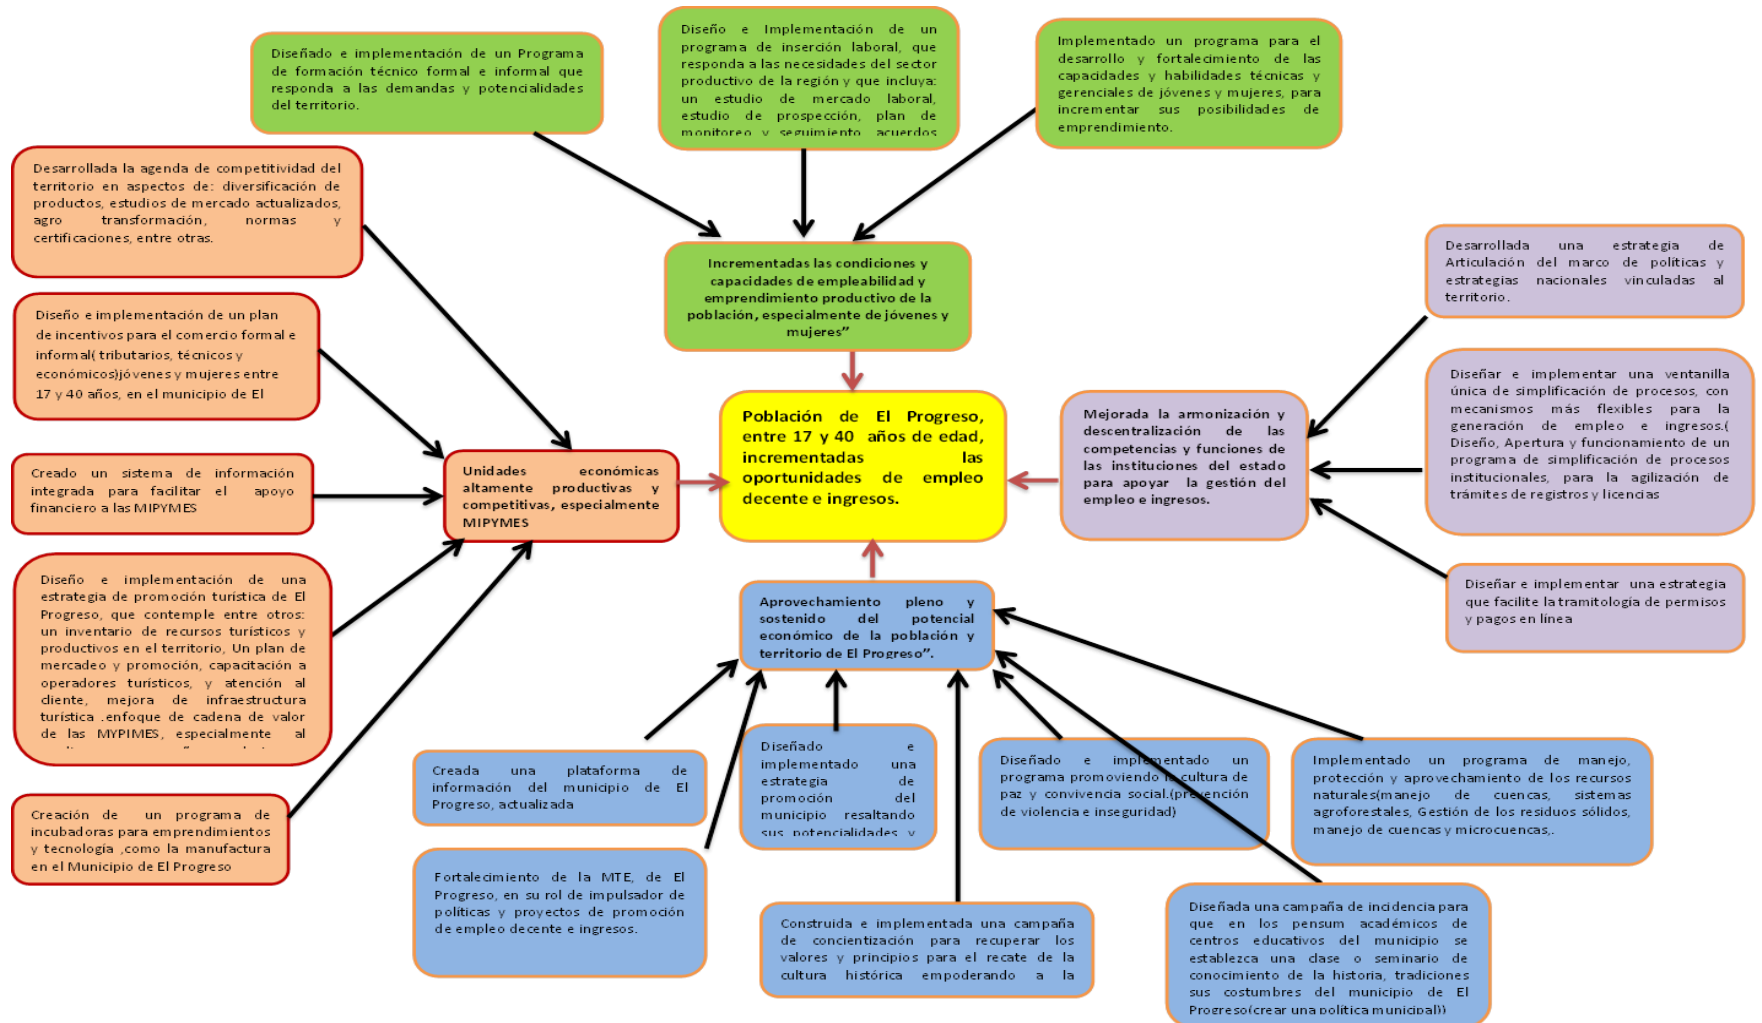 Diseñado e implementación de un Programa
de formación técnico formal e informal que
responda a las demandas y potencialidades
del territorio.
Diseño e Implementación de un
programa de inserción laboral, que
responda a las necesidades del sector
productivo de la región y que incluya:
un estudio de mercado laboral,
estudio de prospección, plan de
monitoreo y seguimiento, acuerdos
Implementado un programa para el
desarrollo y fortalecimiento de las
capacidades y habilidades técnicas y
gerenciales de jóvenes y mujeres, para
incrementar sus posibilidades de
emprendimiento.
Desarrollada la agenda de competitividad del
territorio en aspectos de: diversificación de
productos, estudios de mercado actualizados,
agro transformación, normas y
certificaciones, entre otras.
Incrementadas las condiciones y
capacidades de empleabilidad y
emprendimiento productivo de la
población, especialmente de jóvenes y
mujeres”
Desarrollada una estrategia de
Articulación del marco de políticas y
estrategias nacionales vinculadas al
territorio.
Diseño e implementación de un plan
de incentivos para el comercio formal e
informal( tributarios, técnicos y
económicos)jóvenes y mujeres entre
17 y 40 años, en el municipio de El
Población de El Progreso,
entre 17 y 40 años de edad,
incrementadas las
oportunidades de empleo
decente e ingresos.
Mejorada la armonización y
descentralización de las
competencias y funciones de
las instituciones del estado
para apoyar la gestión del
empleo e ingresos.
Diseñar e implementar una ventanilla
única de simplificación de procesos, con
mecanismos más flexibles para la
generación de empleo e ingresos.(
Diseño, Apertura y funcionamiento de un
programa de simplificación de procesos
institucionales, para la agilización de
trámites de registros y licencias
Creado un sistema de información
integrada para facilitar el apoyo
financiero a las MIPYMES
Unidades económicas
altamente productivas y
competitivas, especialmente
MIPYMES
Diseño e implementación de una
estrategia de promoción turística de El
Progreso, que contemple entre otros:
un inventario de recursos turísticos y
productivos en el territorio, Un plan de
mercadeo y promoción, capacitación a
operadores turísticos, y atención al
cliente, mejora de infraestructura
turística .enfoque de cadena de valor
de las MYPIMES, especialmente al
Aprovechamiento pleno y
sostenido del potencial
económico de la población y
territorio de El Progreso”.
Diseñar e implementar una estrategia
que facilite la tramitología de permisos
y pagos en línea
Creación de un programa de
incubadoras para emprendimientos
y tecnología ,como la manufactura
en el Municipio de El Progreso
Creada una plataforma de
información del municipio de El
Progreso, actualizada
Diseñado e
implementado una
estrategia de
promoción del
municipio resaltando
sus potencialidades y
Diseñado e implementado un
programa promoviendo la cultura de
paz y convivencia social.(prevención
de violencia e inseguridad)
Implementado un programa de manejo,
protección y aprovechamiento de los recursos
naturales(manejo de cuencas, sistemas
agroforestales, Gestión de los residuos sólidos,
manejo de cuencas y microcuencas,.
Fortalecimiento de la MTE, de El
Progreso, en su rol de impulsador de
políticas y proyectos de promoción
de empleo decente e ingresos.
Construida e implementada una campaña
de concientización para recuperar los
valores y principios para el recate de la
cultura histórica empoderando a la
Diseñada una campaña de incidencia para
que en los pensum académicos de
centros educativos del municipio se
establezca una clase o seminario de
conocimiento de la historia, tradiciones
sus costumbres del municipio de El
Progreso(crear una política municipal))